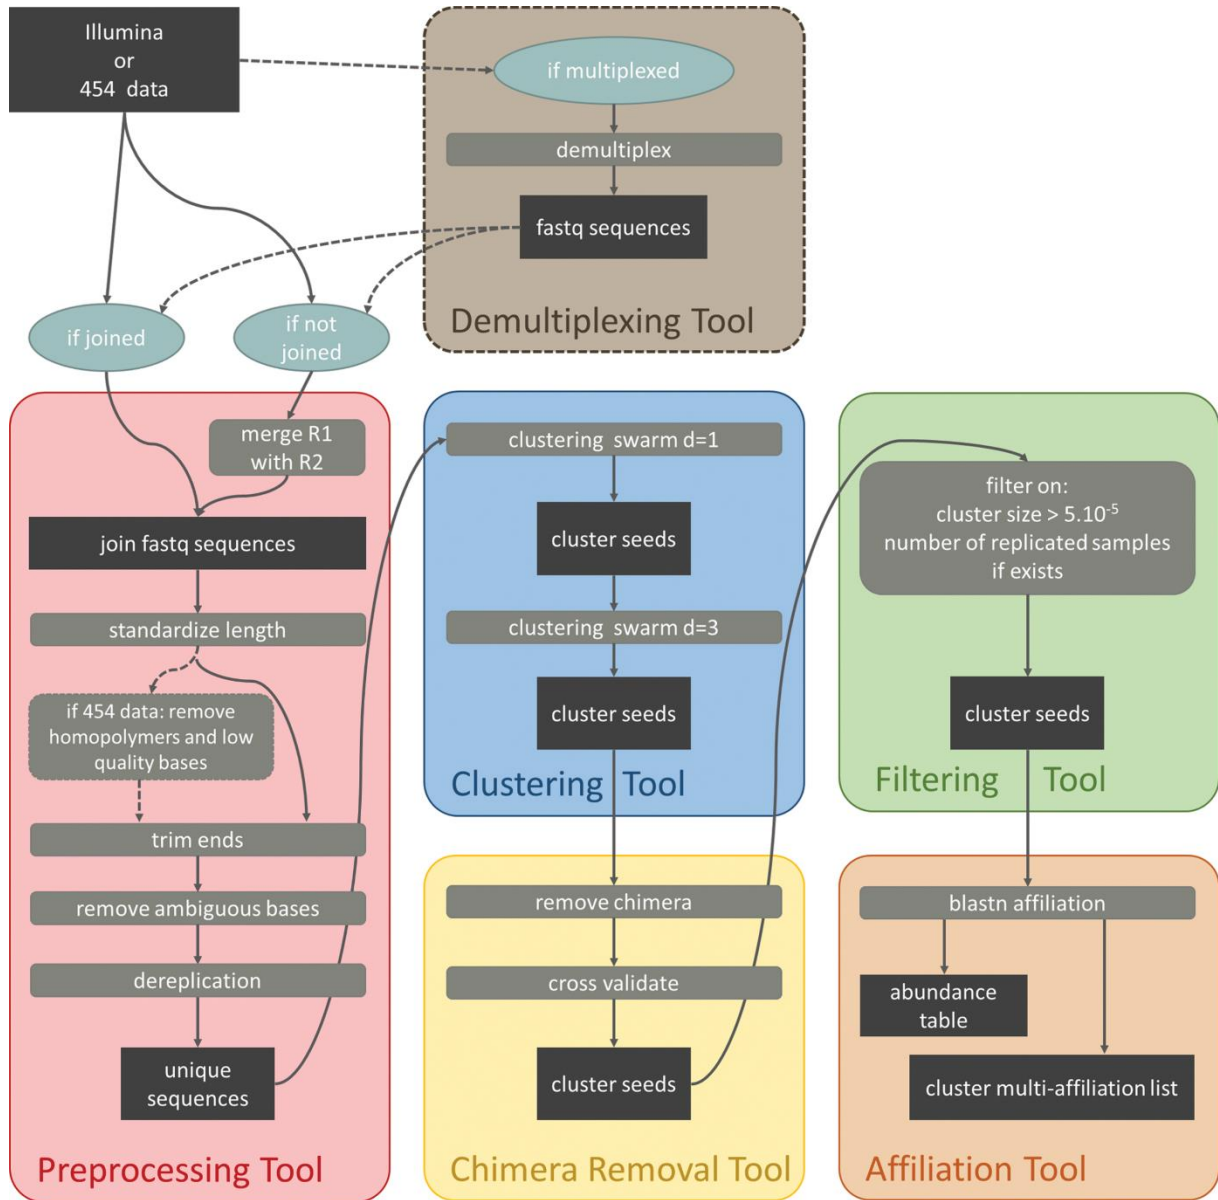 Illumina
or
454 data
if multiplexed
demultiplex
fastq sequences
Demultiplexing Tool
if joined
if not
joined
merge R1
with R2
join fastq sequences
standardize length
if 454 data: remove
homopolymers and low
quality bases
trim ends
remove ambiguous bases
dereplication
unique
sequences
Preprocessing Tool
clustering swarm d=1
cluster seeds
clustering swarm d=3
cluster seeds
Clustering Tool
remove chimera
cross validate
cluster seeds
Chimera Removal Tool
filter on:
cluster size > 5.10⁻⁵
number of replicated samples
if exists
cluster seeds
Filtering Tool
blastn affiliation
abundance
table
cluster multi-affiliation list
Affiliation Tool